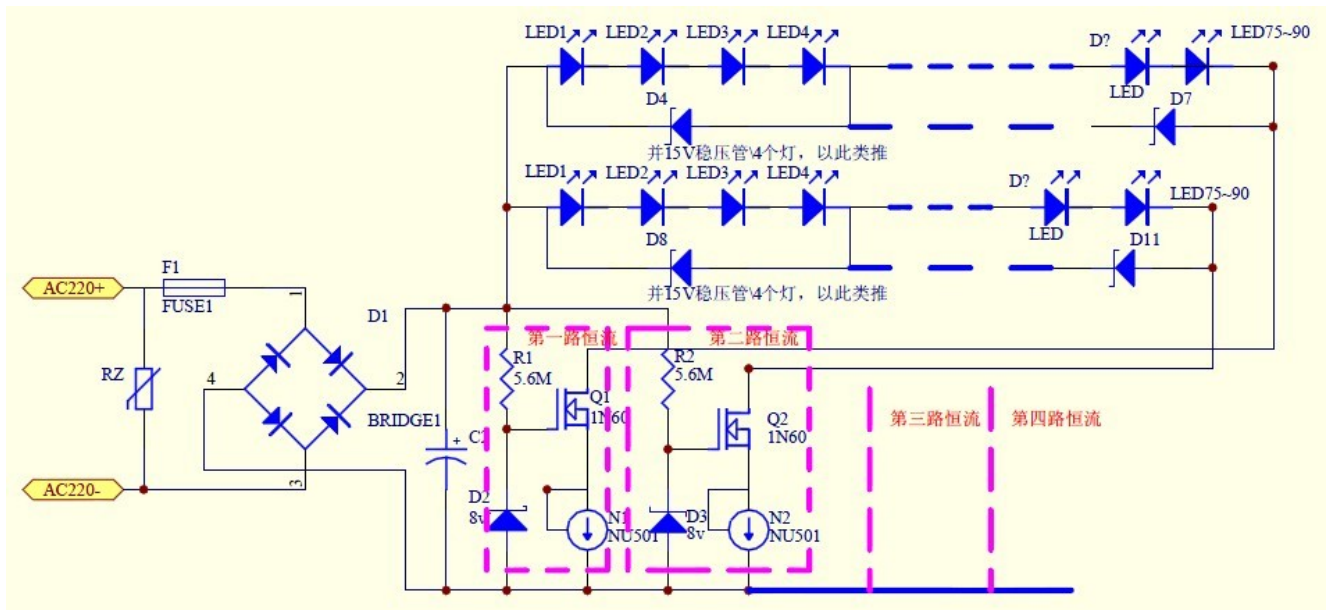 LED1 LED2 LED3 LED4 D? LED75~90
LED
D4 D7
并15V稳压管\4个灯，以此类推
LED1 LED2 LED3 LED4 D? LED75~90
LED
D8 D11
并15V稳压管\4个灯，以此类推
AC220+
F1
FUSE1
1
D1
RZ
4
2
BRIDGE1
3
AC220-
C2
+
第一路恒流
R1
5.6M
Q1
1N60
D2
8v
N1
NU501
第二路恒流
R2
5.6M
Q2
1N60
D3
8v
N2
NU501
第三路恒流
第四路恒流